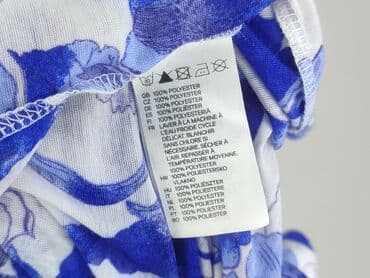 GB 100% POLYESTER
CZ 100% POLYESTER
DE 100% POLYESTER
ES 100% POLIÉSTER
FI 100% POLYESTERIA
FR 100% POLYESTER
LAVER À LA MACHINE À
L'EAU FROIDE CYCLE
DÉLICAT. BLANCHIR
SANS CHLORE SI
NÉCESSAIRE. SÉCHER À
L'AIR. REPASSER À
TEMPÉRATURE MOYENNE.
HR 100% POLIESTERSKO
VLAKNO
HU 100% POLIÉSZTER
IT 100% POLIESTERE
NL 100% POLYESTER
PL 100% POLIESTER
PT 100% POLIÉSTER
RO 100% POLIESTER